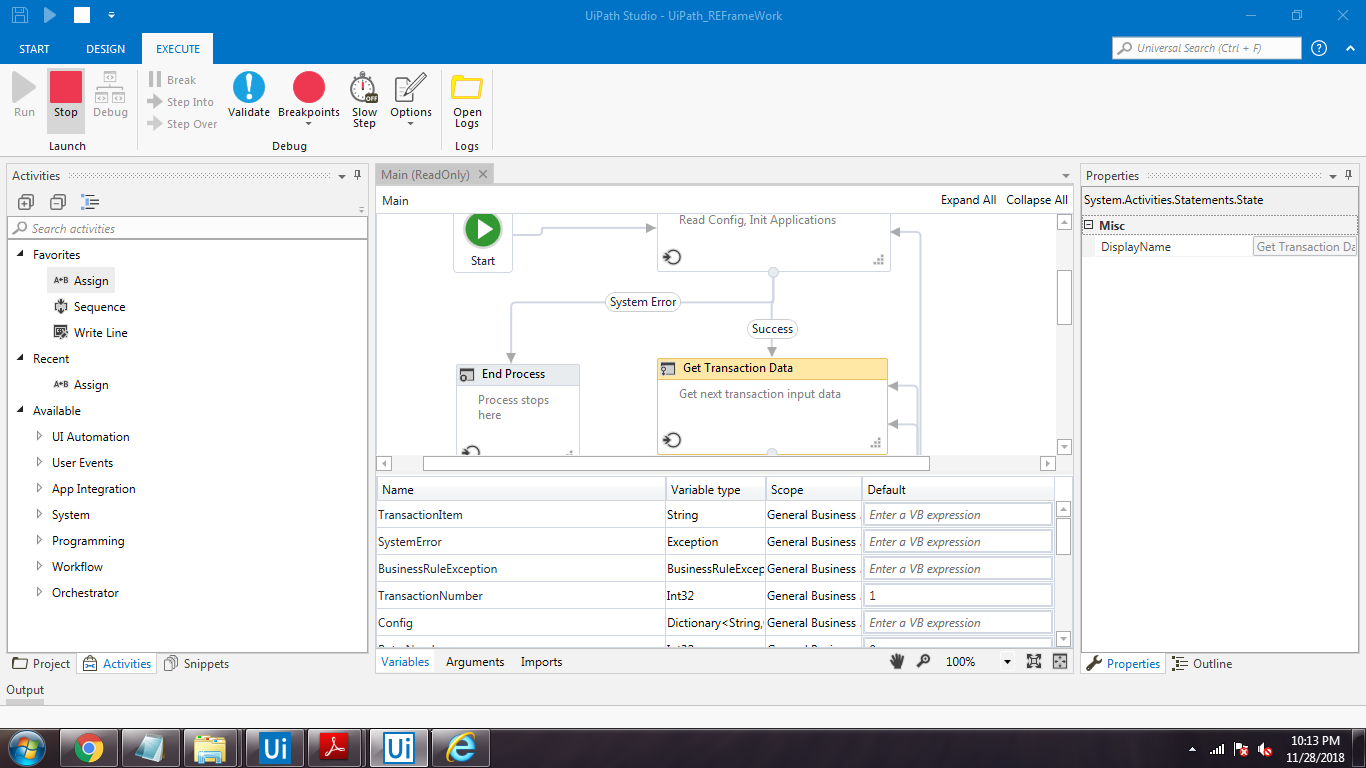 UiPath Studio - UiPath_REFrameWork
START DESIGN EXECUTE
Universal Search (Ctrl + F)
?
Run
Stop
Debug
Launch
Break
Step Into
Step Over
Validate
Breakpoints
Slow
Step
OFF
Options
Debug
Open
Logs
Logs
Activities
Search activities
Favorites
A+B Assign
Sequence
Write Line
Recent
A+B Assign
Available
UI Automation
User Events
App Integration
System
Programming
Workflow
Orchestrator
Project Activities Snippets
Output
Main (ReadOnly)
Main
Expand All Collapse All
Start
Read Config, Init Applications
System Error
Success
End Process
Process stops
here
Get Transaction Data
Get next transaction input data
Name Variable type Scope Default
TransactionItem String General Business Enter a VB expression
SystemError Exception General Business Enter a VB expression
BusinessRuleException BusinessRuleExcep General Business Enter a VB expression
TransactionNumber Int32 General Business 1
Config Dictionary<String, General Business Enter a VB expression
Variables Arguments Imports
100%
Properties
System.Activities.Statements.State
Misc
DisplayName Get Transaction Da
Properties Outline
Ui
Ui
10:13 PM
11/28/2018